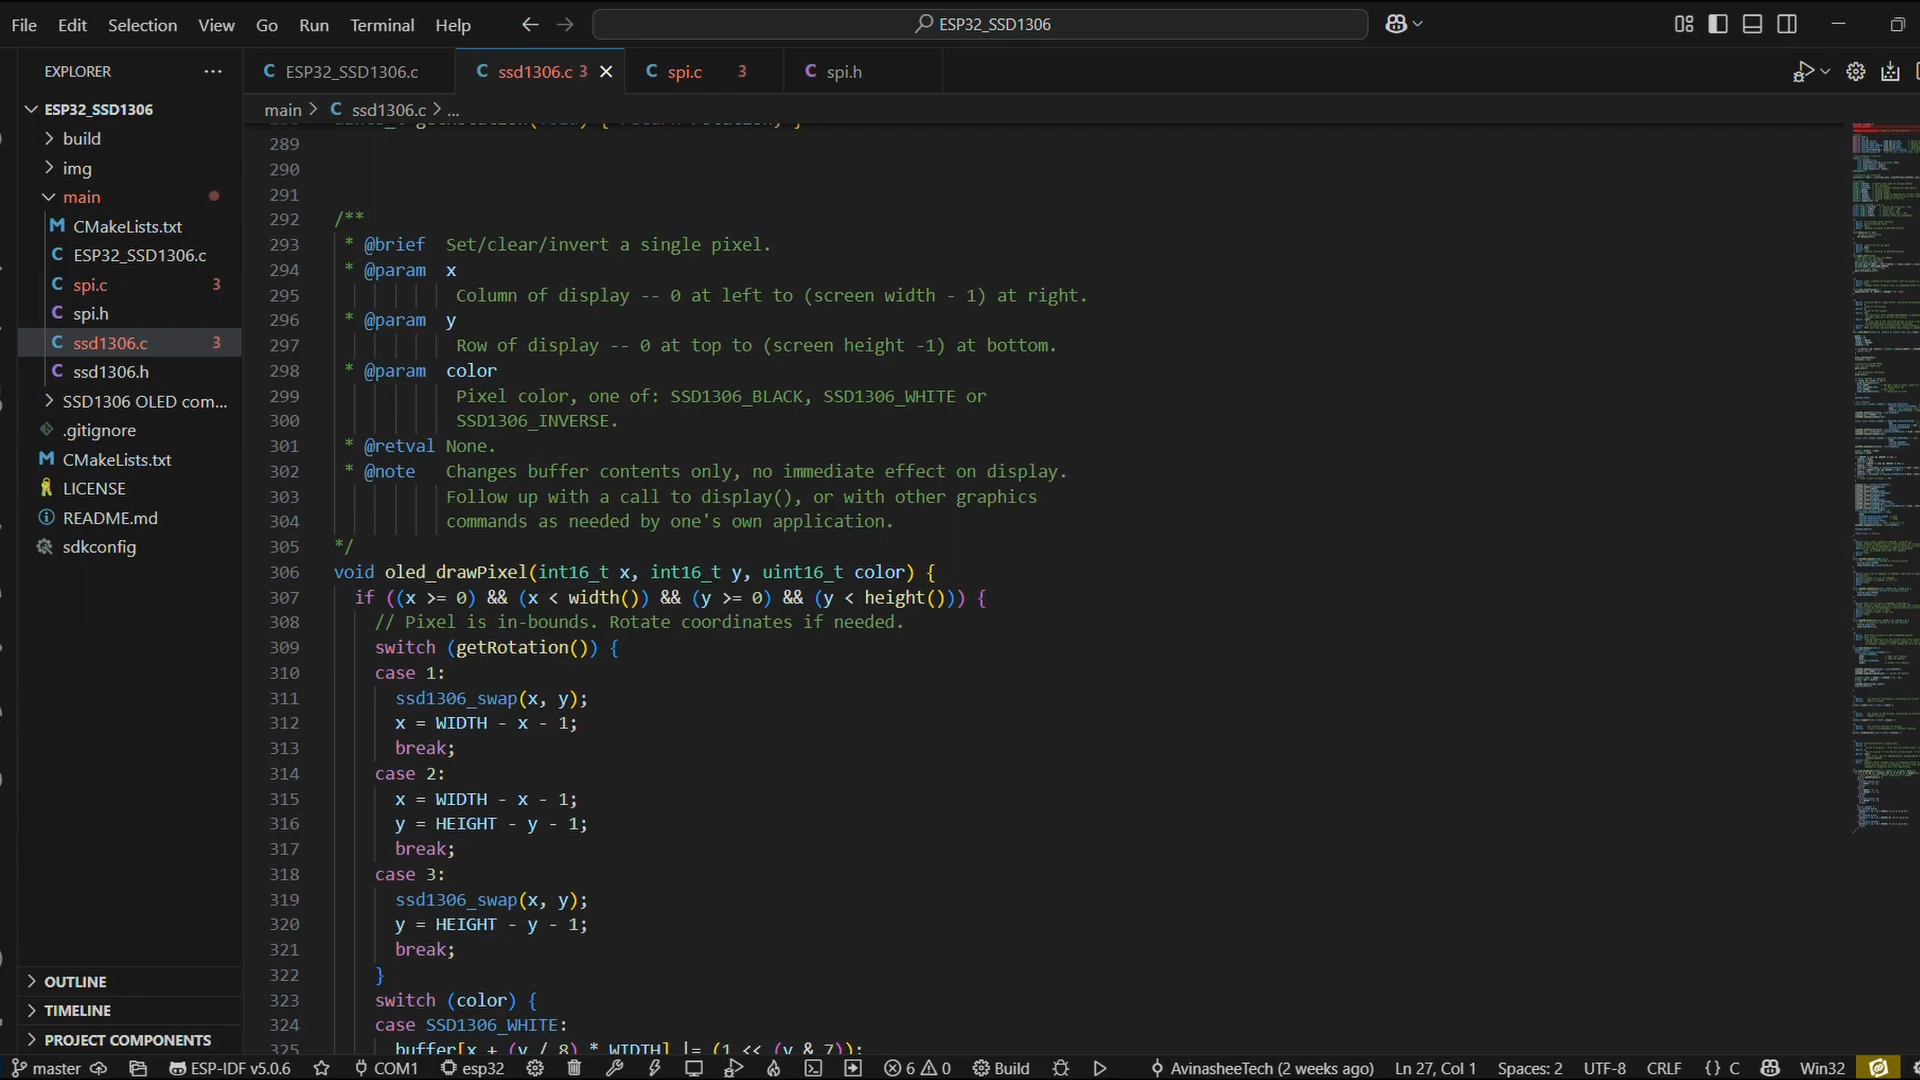 File Edit Selection View Go Run Terminal Help ESP32_SSD1306
EXPLORER ...
ESP32_SSD1306.c ssd1306.c 3 spi.c 3 spi.h
main > C ssd1306.c > ...
ESP32_SSD1306
build
img
main
CMakeLists.txt
ESP32_SSD1306.c
spi.c 3
spi.h
ssd1306.c 3
ssd1306.h
SSD1306 OLED com...
.gitignore
CMakeLists.txt
LICENSE
README.md
sdkconfig
OUTLINE
TIMELINE
PROJECT COMPONENTS
289
290
291
292 /**
293 * @brief Set/clear/invert a single pixel.
294 * @param x
295 Column of display -- 0 at left to (screen width - 1) at right.
296 * @param y
297 Row of display -- 0 at top to (screen height -1) at bottom.
298 * @param color
299 Pixel color, one of: SSD1306_BLACK, SSD1306_WHITE or
300 SSD1306_INVERSE.
301 * @retval None.
302 * @note Changes buffer contents only, no immediate effect on display.
303 Follow up with a call to display(), or with other graphics
304 commands as needed by one's own application.
305 */
306 void oled_drawPixel(int16_t x, int16_t y, uint16_t color) {
307 if ((x >= 0) && (x < width()) && (y >= 0) && (y < height())) {
308 // Pixel is in-bounds. Rotate coordinates if needed.
309 switch (getRotation()) {
310 case 1:
311 ssd1306_swap(x, y);
312 x = WIDTH - x - 1;
313 break;
314 case 2:
315 x = WIDTH - x - 1;
316 y = HEIGHT - y - 1;
317 break;
318 case 3:
319 ssd1306_swap(x, y);
320 y = HEIGHT - y - 1;
321 break;
322 }
323 switch (color) {
324 case SSD1306_WHITE:
325 buffer[x + (y / 8) * WIDTH] |= (1 << (y & 7));
master ESP-IDF v5.0.6 COM1 esp32 6 0 Build AvinasheeTech (2 weeks ago) Ln 27, Col 1 Spaces: 2 UTF-8 CRLF {} C Win32